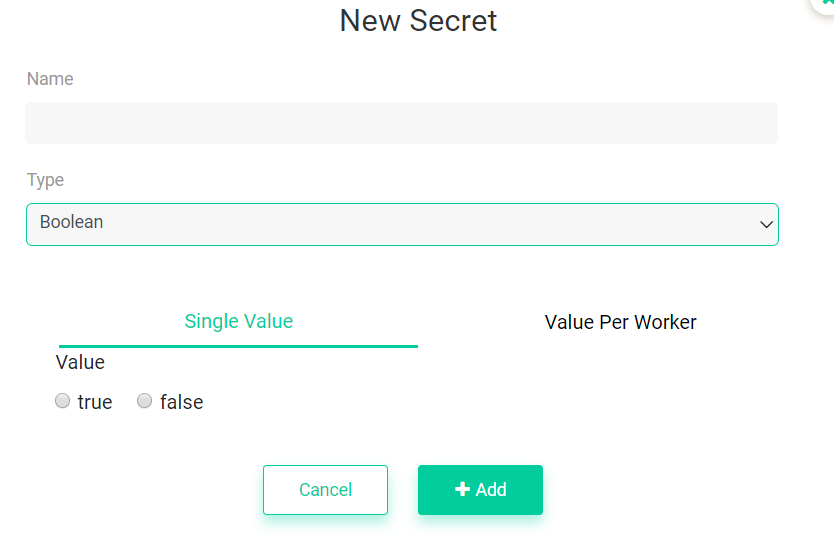 New Secret
Name
Type
Boolean
Single Value
Value Per Worker
Value
true
false
Cancel
Add